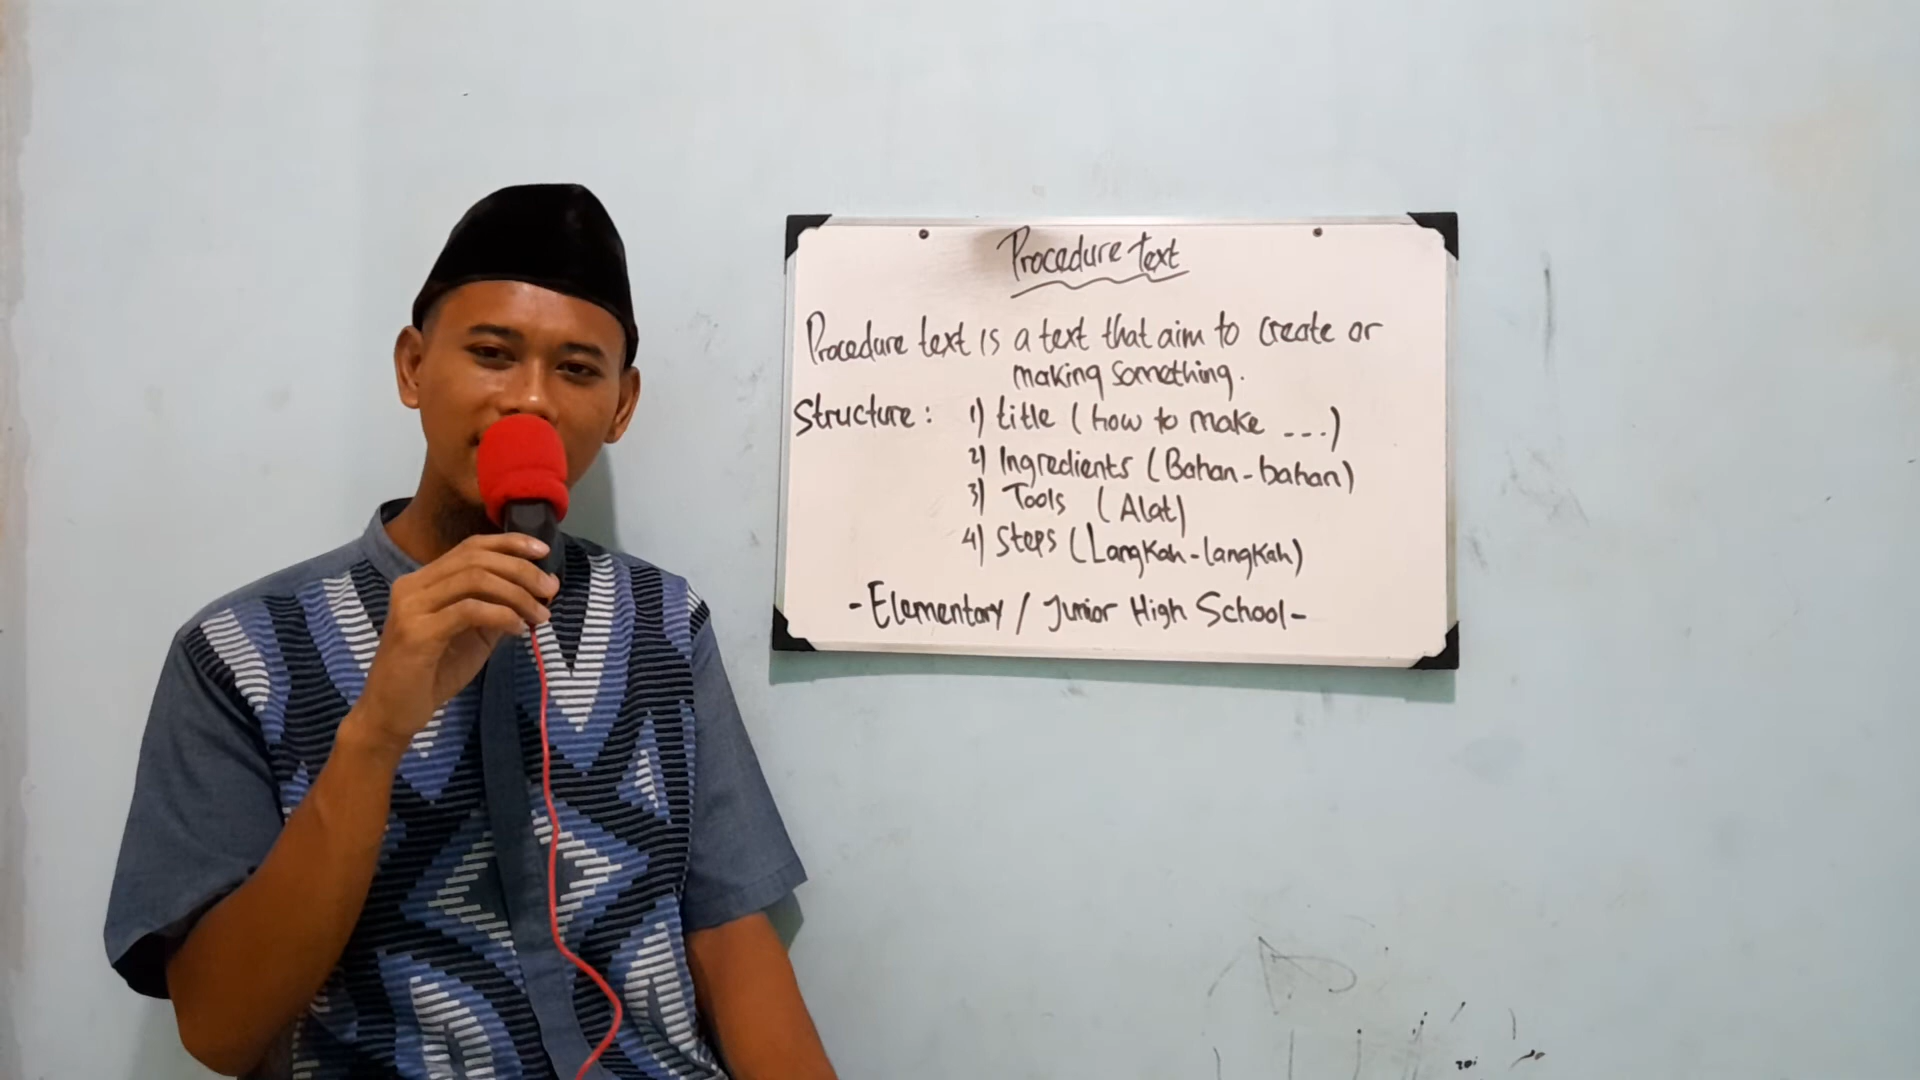 Procedure text
Procedure text is a text that aim to create or
making something.
Structure : 1) title (how to make ---)
2) Ingredients (Bahan-bahan)
3) Tools (Alat)
4) Steps (Langkah-langkah)
- Elementary / Junior High School -